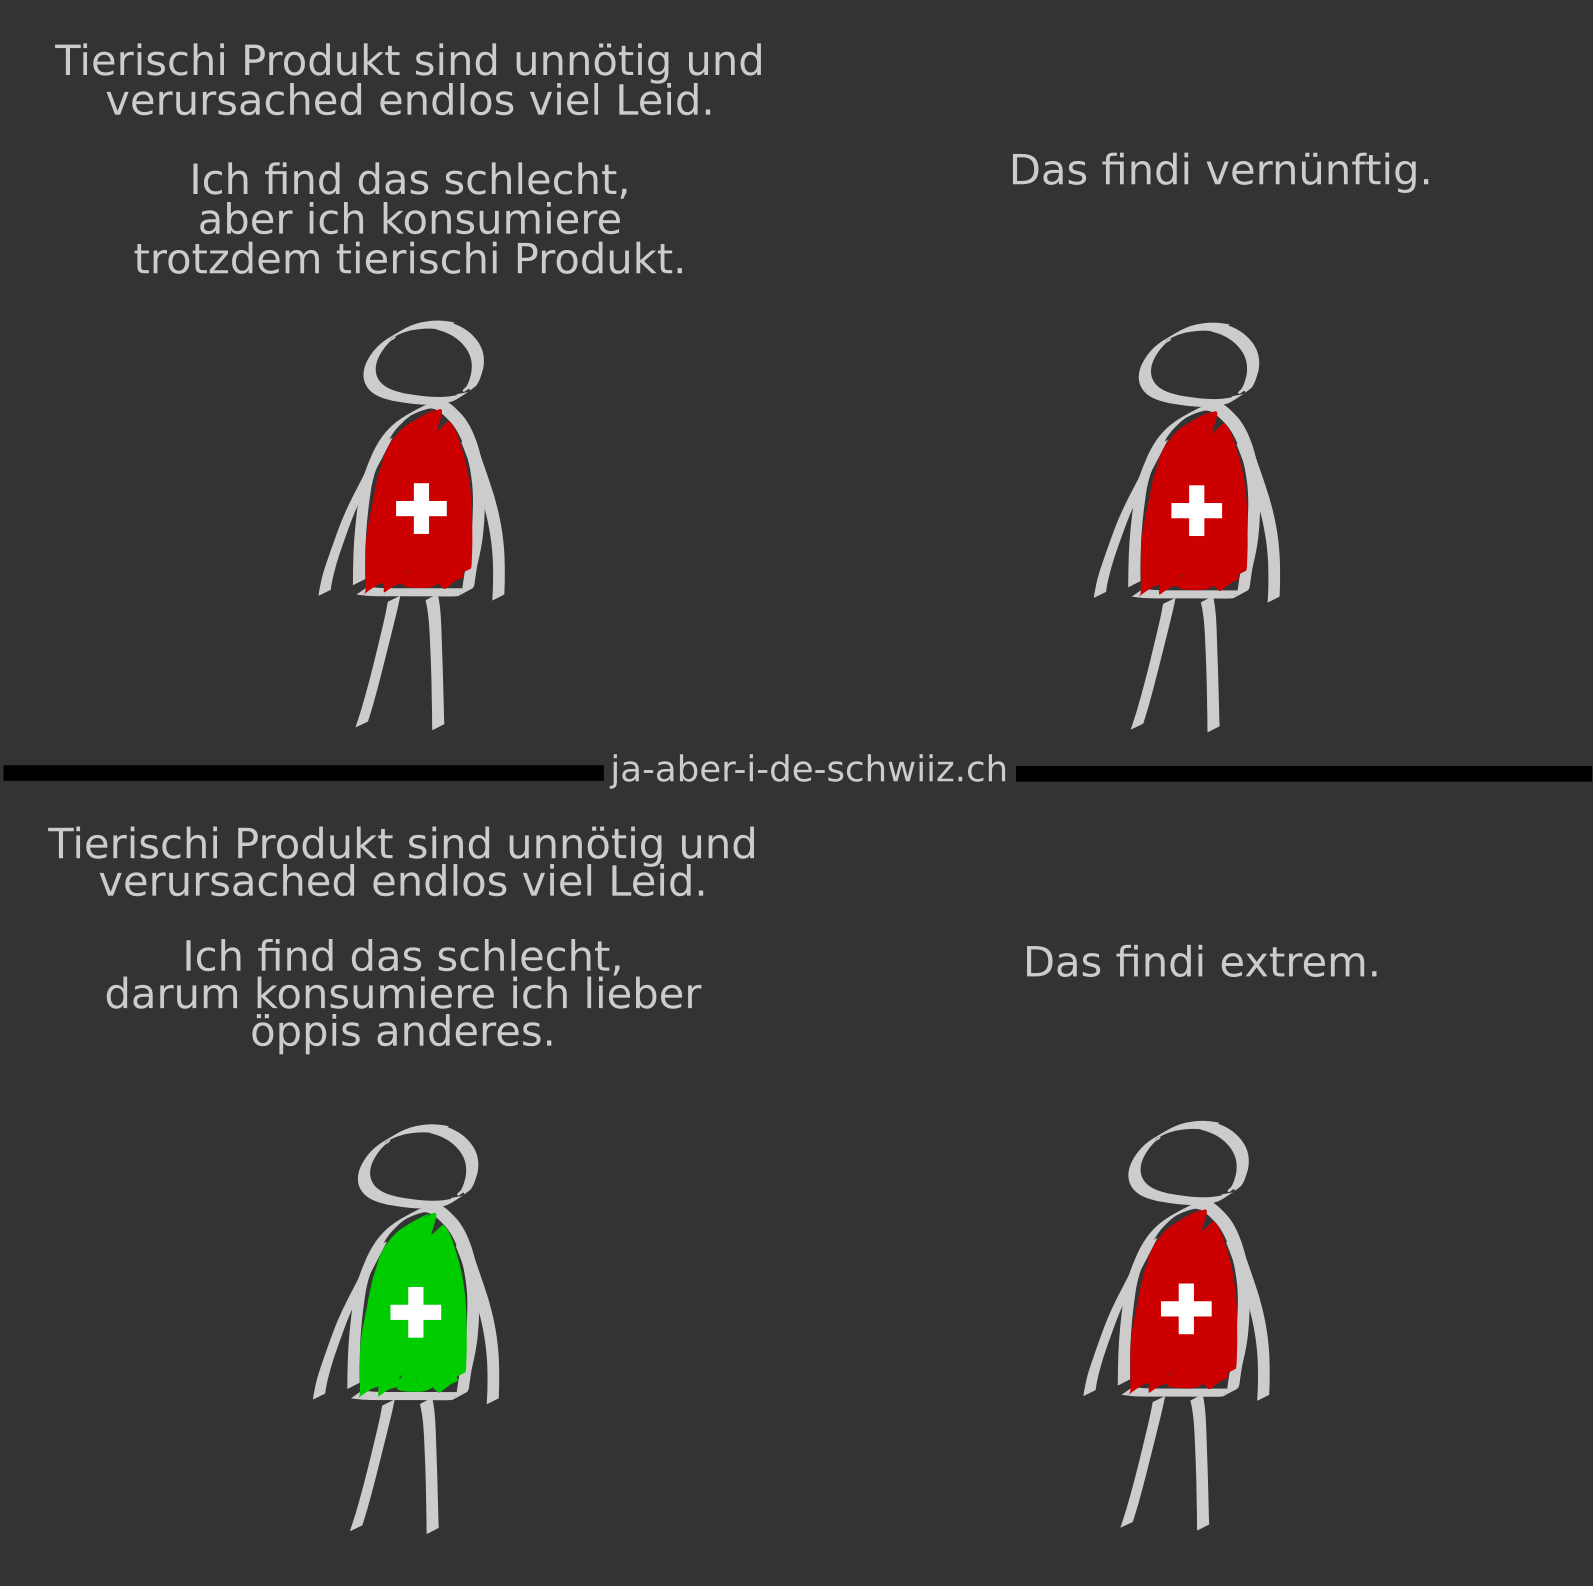 Tierischi Produkt sind unnötig und
verursached endlos viel Leid.
Ich find das schlecht,
aber ich konsumiere
trotzdem tierischi Produkt.
Das findi vernünftig.
ja-aber-i-de-schwiiz.ch
Tierischi Produkt sind unnötig und
verursached endlos viel Leid.
Ich find das schlecht,
darum konsumiere ich lieber
öppis anderes.
Das findi extrem.